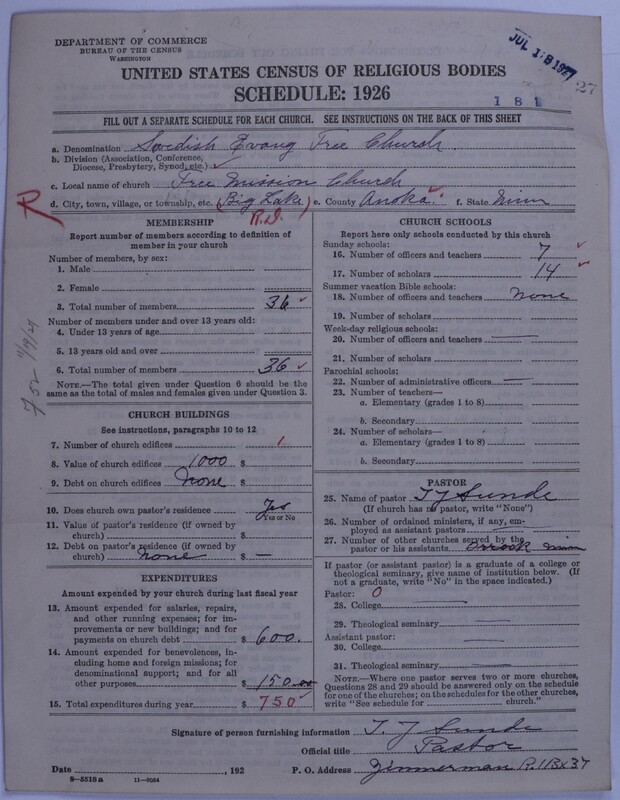 DEPARTMENT OF COMMERCE
BUREAU OF THE CENSUS
WASHINGTON
JUL 18 1927
27
UNITED STATES CENSUS OF RELIGIOUS BODIES
SCHEDULE: 1926
181
FILL OUT A SEPARATE SCHEDULE FOR EACH CHURCH. SEE INSTRUCTIONS ON THE BACK OF THIS SHEET
a. Denomination Swedish Evang Free Church
b. Division (Association, Conference,
Diocese, Presbytery, Synod, etc.)
c. Local name of church Free Mission Church
d. City, town, village, or township, etc. (Big Lake) e. County Anoka f. State Minn
R
R.D.
MEMBERSHIP
Report number of members according to definition of
member in your church
Number of members, by sex:
1. Male
2. Female
3. Total number of members 36
Number of members under and over 13 years old:
4. Under 13 years of age
5. 13 years old and over
6. Total number of members 36
NOTE.—The total given under Question 6 should be the
same as the total of males and females given under Question 3.
CHURCH BUILDINGS
See instructions, paragraphs 10 to 12
7. Number of church edifices 1
8. Value of church edifices 1000 $
9. Debt on church edifices None $
10. Does church own pastor's residence Yes
Yes or No
11. Value of pastor's residence (if owned by
church) $
12. Debt on pastor's residence (if owned by
church) none $ —
EXPENDITURES
Amount expended by your church during last fiscal year
13. Amount expended for salaries, repairs,
and other running expenses; for im-
provements or new buildings; and for
payments on church debt $ 600.
14. Amount expended for benevolences,
including home and foreign missions; for
denominational support; and for all
other purposes $ 150.00
15. Total expenditures during year $ 750
CHURCH SCHOOLS
Report here only schools conducted by this church
Sunday schools:
16. Number of officers and teachers 7
17. Number of scholars 14
Summer vacation Bible schools:
18. Number of officers and teachers None
19. Number of scholars
Week-day religious schools:
20. Number of officers and teachers
21. Number of scholars
Parochial schools:
22. Number of administrative officers
23. Number of teachers—
a. Elementary (grades 1 to 8)
b. Secondary
24. Number of scholars—
a. Elementary (grades 1 to 8)
b. Secondary
PASTOR
25. Name of pastor T J Sunde
(If church has no pastor, write "None")
26. Number of ordained ministers, if any, em-
ployed as assistant pastors
27. Number of other churches served by the
pastor or his assistants Orrock Minn
If pastor (or assistant pastor) is a graduate of a college or
theological seminary, give name of institution below. (If
not a graduate, write "No" in the space indicated.)
Pastor: O
28. College
29. Theological seminary
Assistant pastor:
30. College
31. Theological seminary
NOTE.—Where one pastor serves two or more churches,
Questions 28 and 29 should be answered only on the schedule
for one of the churches; on the schedules for the other churches,
write "See schedule for church."
Signature of person furnishing information T. J Sunde
Official title Pastor
Date , 192 P. O. Address Zimmerman R.1 Bx 37
8-5518a 11-9054